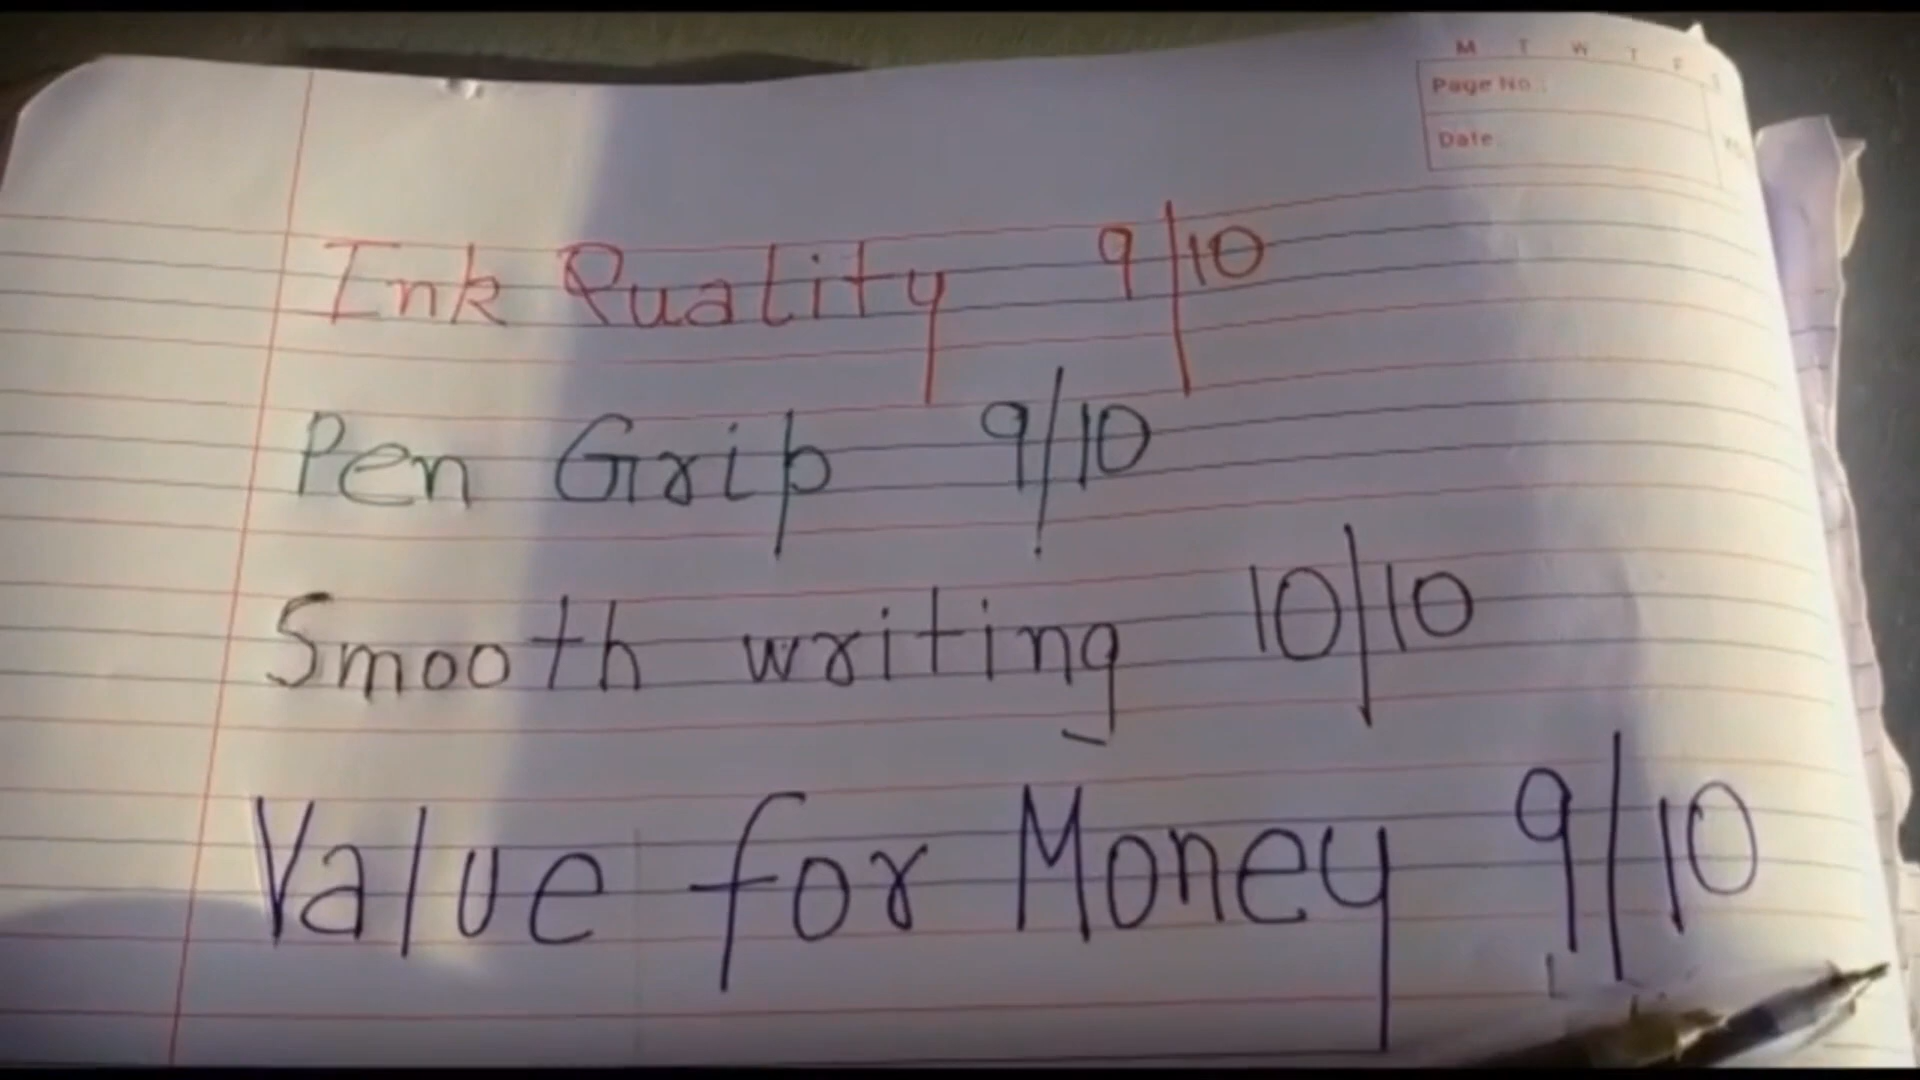 M T W T F S
Page No.:
Date
Ink Quality 9/10
Pen Grip 9/10
Smooth writing 10/10
Value for Money 9/10